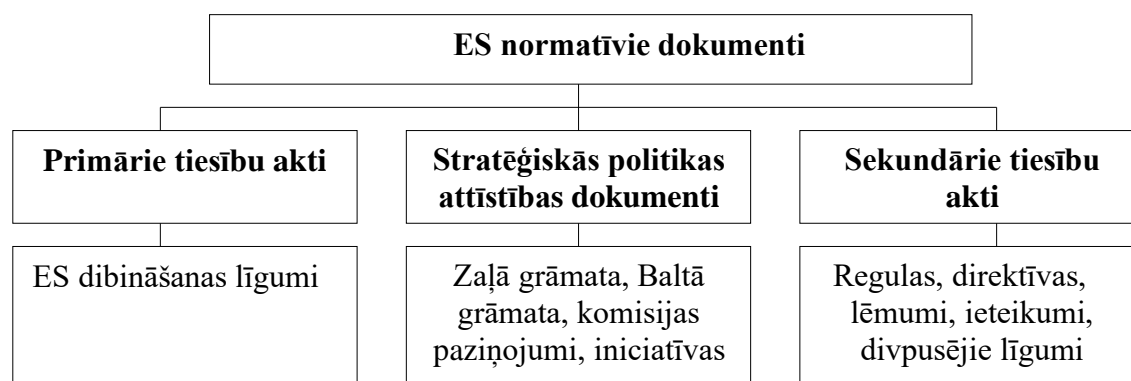 ES normatīvie dokumenti
Primārie tiesību akti
Stratēģiskās politikas
attīstības dokumenti
Sekundārie tiesību
akti
ES dibināšanas līgumi
Zaļā grāmata, Baltā
grāmata, komisijas
paziņojumi, iniciatīvas
Regulas, direktīvas,
lēmumi, ieteikumi,
divpusējie līgumi